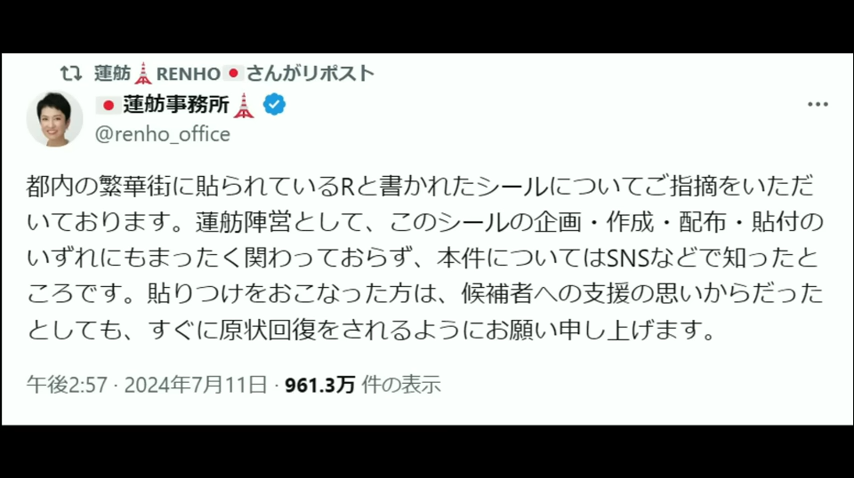 蓮舫🗼RENHO🇯🇵さんがリポスト
🇯🇵蓮舫事務所🗼
@renho_office
都内の繁華街に貼られているRと書かれたシールについてご指摘をいただ
いております。蓮舫陣営として、このシールの企画・作成・配布・貼付の
いずれにもまったく関わっておらず、本件についてはSNSなどで知ったと
ころです。貼りつけをおこなった方は、候補者への支援の思いからだった
としても、すぐに原状回復をされるようにお願い申し上げます。
午後2:57 · 2024年7月11日 · 961.3万 件の表示